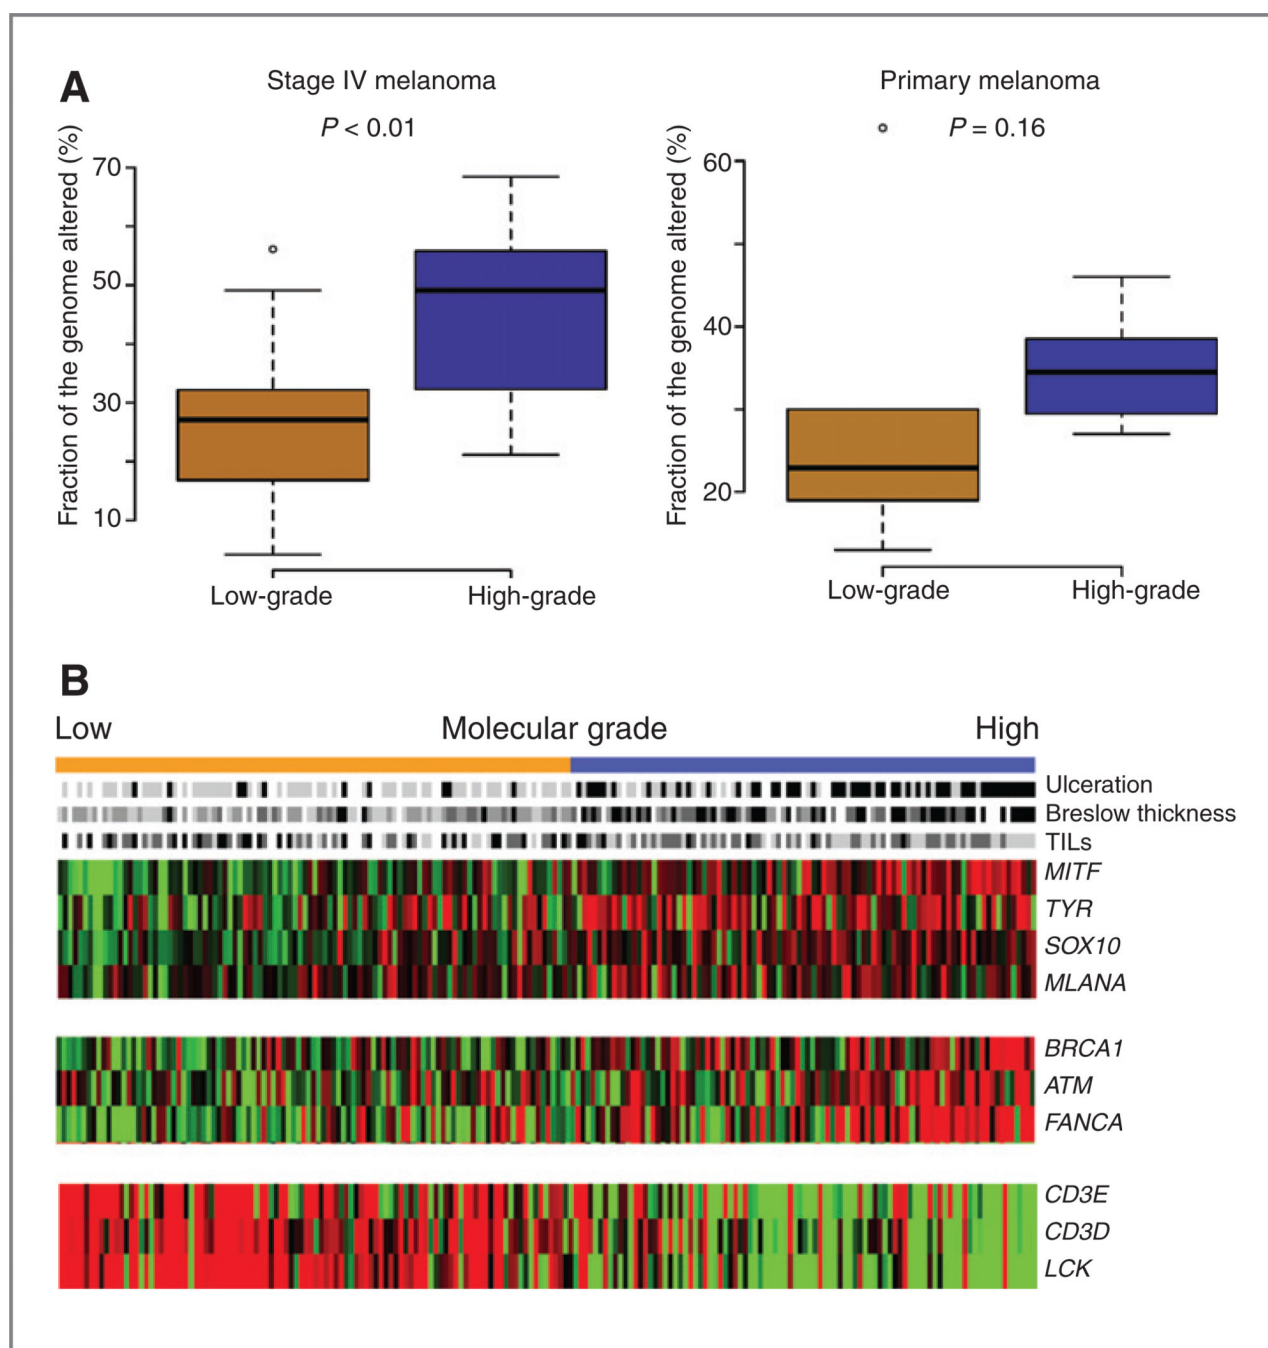 A
Stage IV melanoma
P < 0.01
Fraction of the genome altered (%)
70
50
30
10
Low-grade
High-grade
Primary melanoma
P = 0.16
Fraction of the genome altered (%)
60
40
20
Low-grade
High-grade
B
Low
Molecular grade
High
Ulceration
Breslow thickness
TILs
MITF
TYR
SOX10
MLANA
BRCA1
ATM
FANCA
CD3E
CD3D
LCK